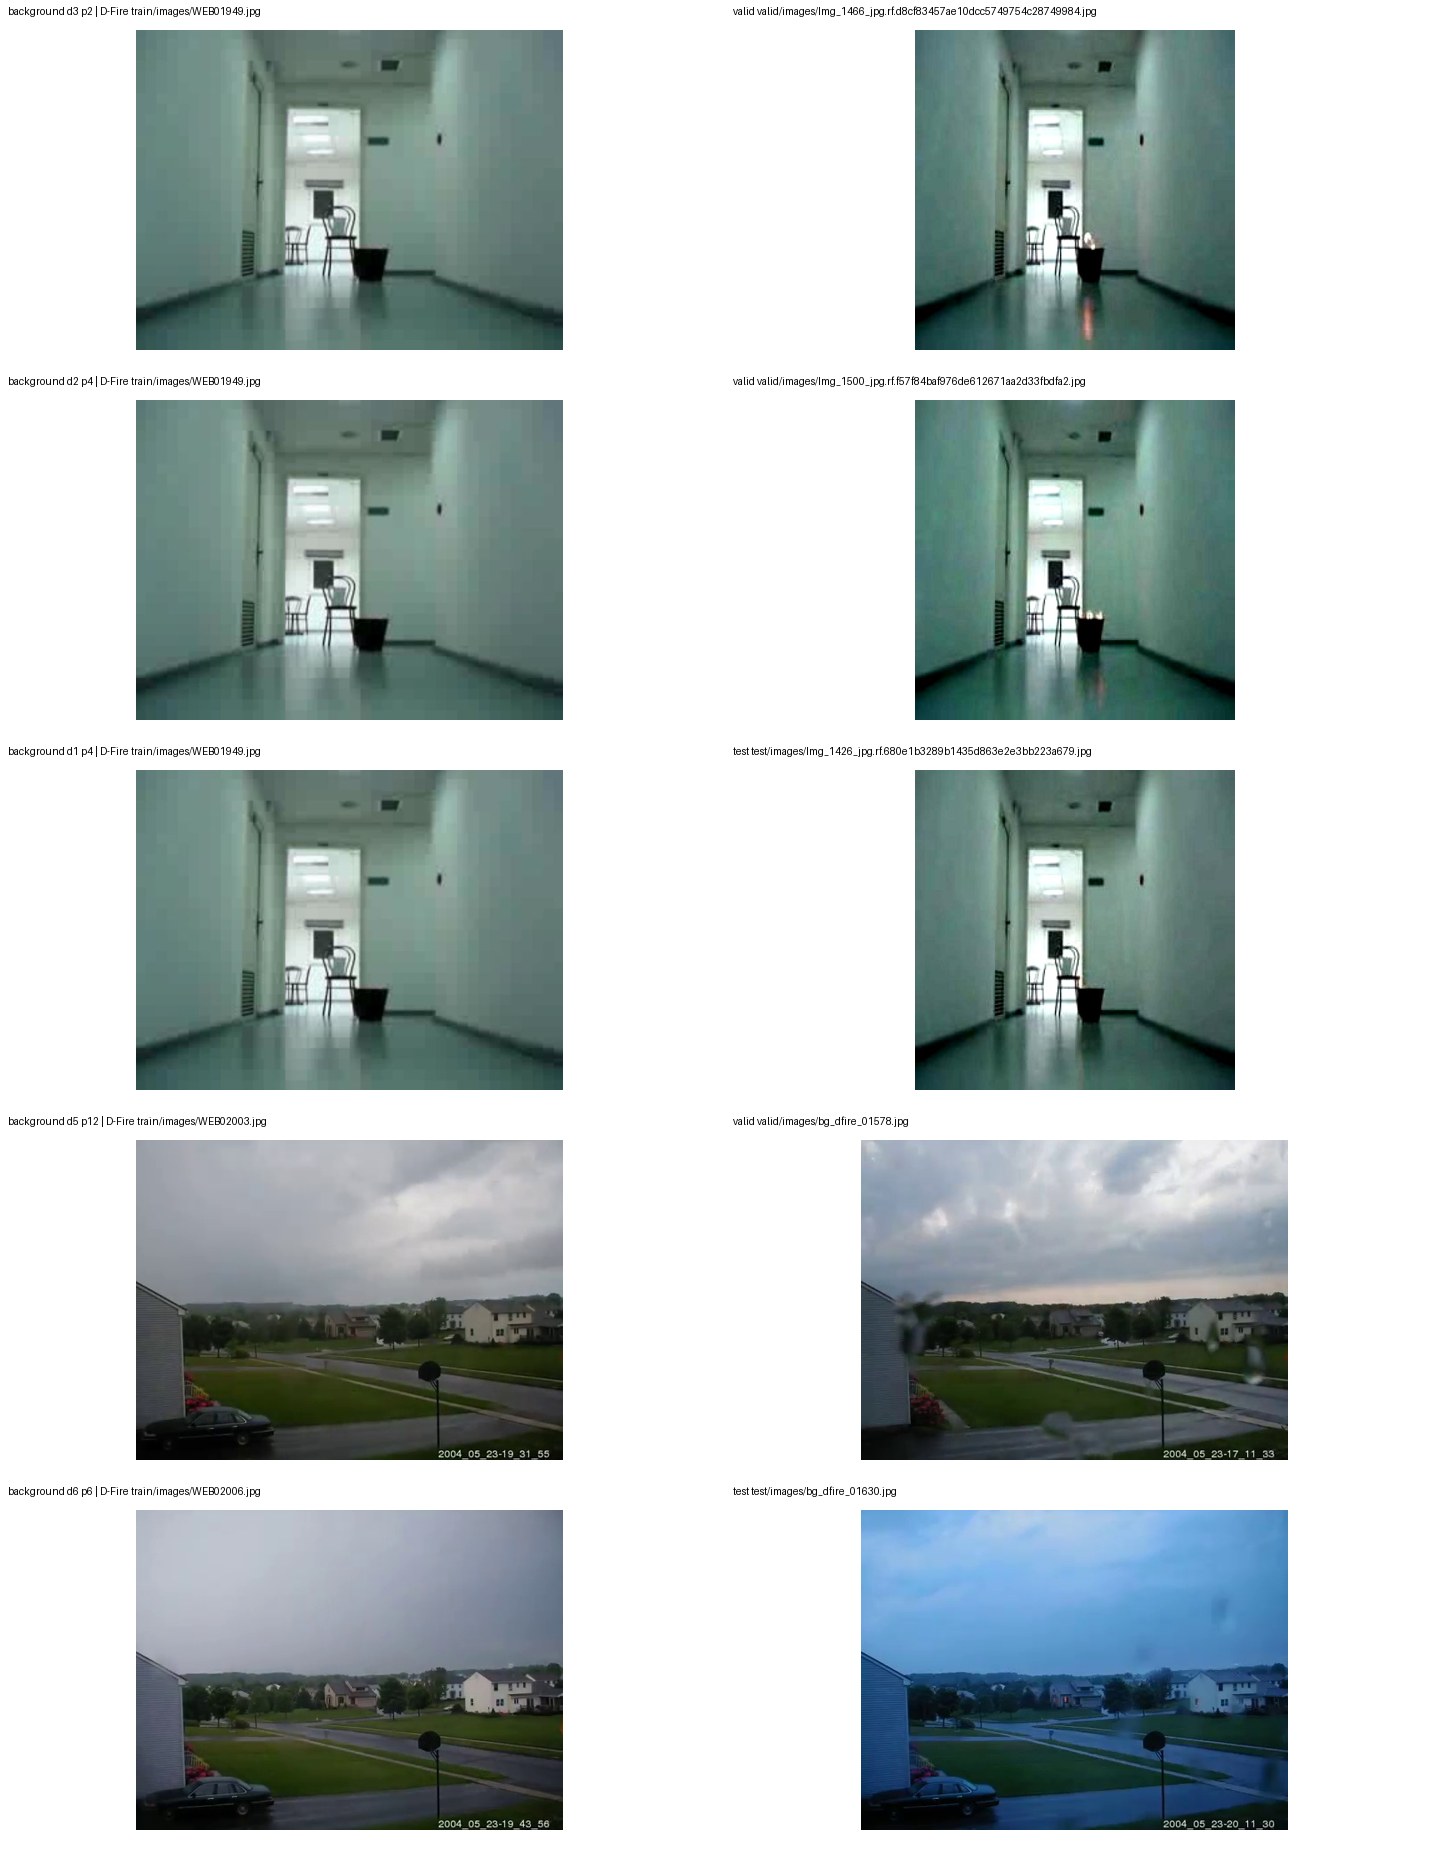 background d3 p2 | D-Fire train/images/WEB01949.jpg
valid valid/images/Img_1466_jpg.rf.d8cf83457ae10dcc5749754c28749984.jpg
background d2 p4 | D-Fire train/images/WEB01949.jpg
valid valid/images/Img_1500_jpg.rf.f57f84baf976de612671aa2d33fbdfa2.jpg
background d1 p4 | D-Fire train/images/WEB01949.jpg
test test/images/Img_1426_jpg.rf.680e1b3289b1435d863e2e3bb223a679.jpg
background d5 p12 | D-Fire train/images/WEB02003.jpg
valid valid/images/bg_dfire_01578.jpg
2004_05_23-19_31_55
2004_05_23-17_11_33
background d6 p6 | D-Fire train/images/WEB02006.jpg
test test/images/bg_dfire_01630.jpg
2004_05_23-19_43_56
2004_05_23-20_11_30